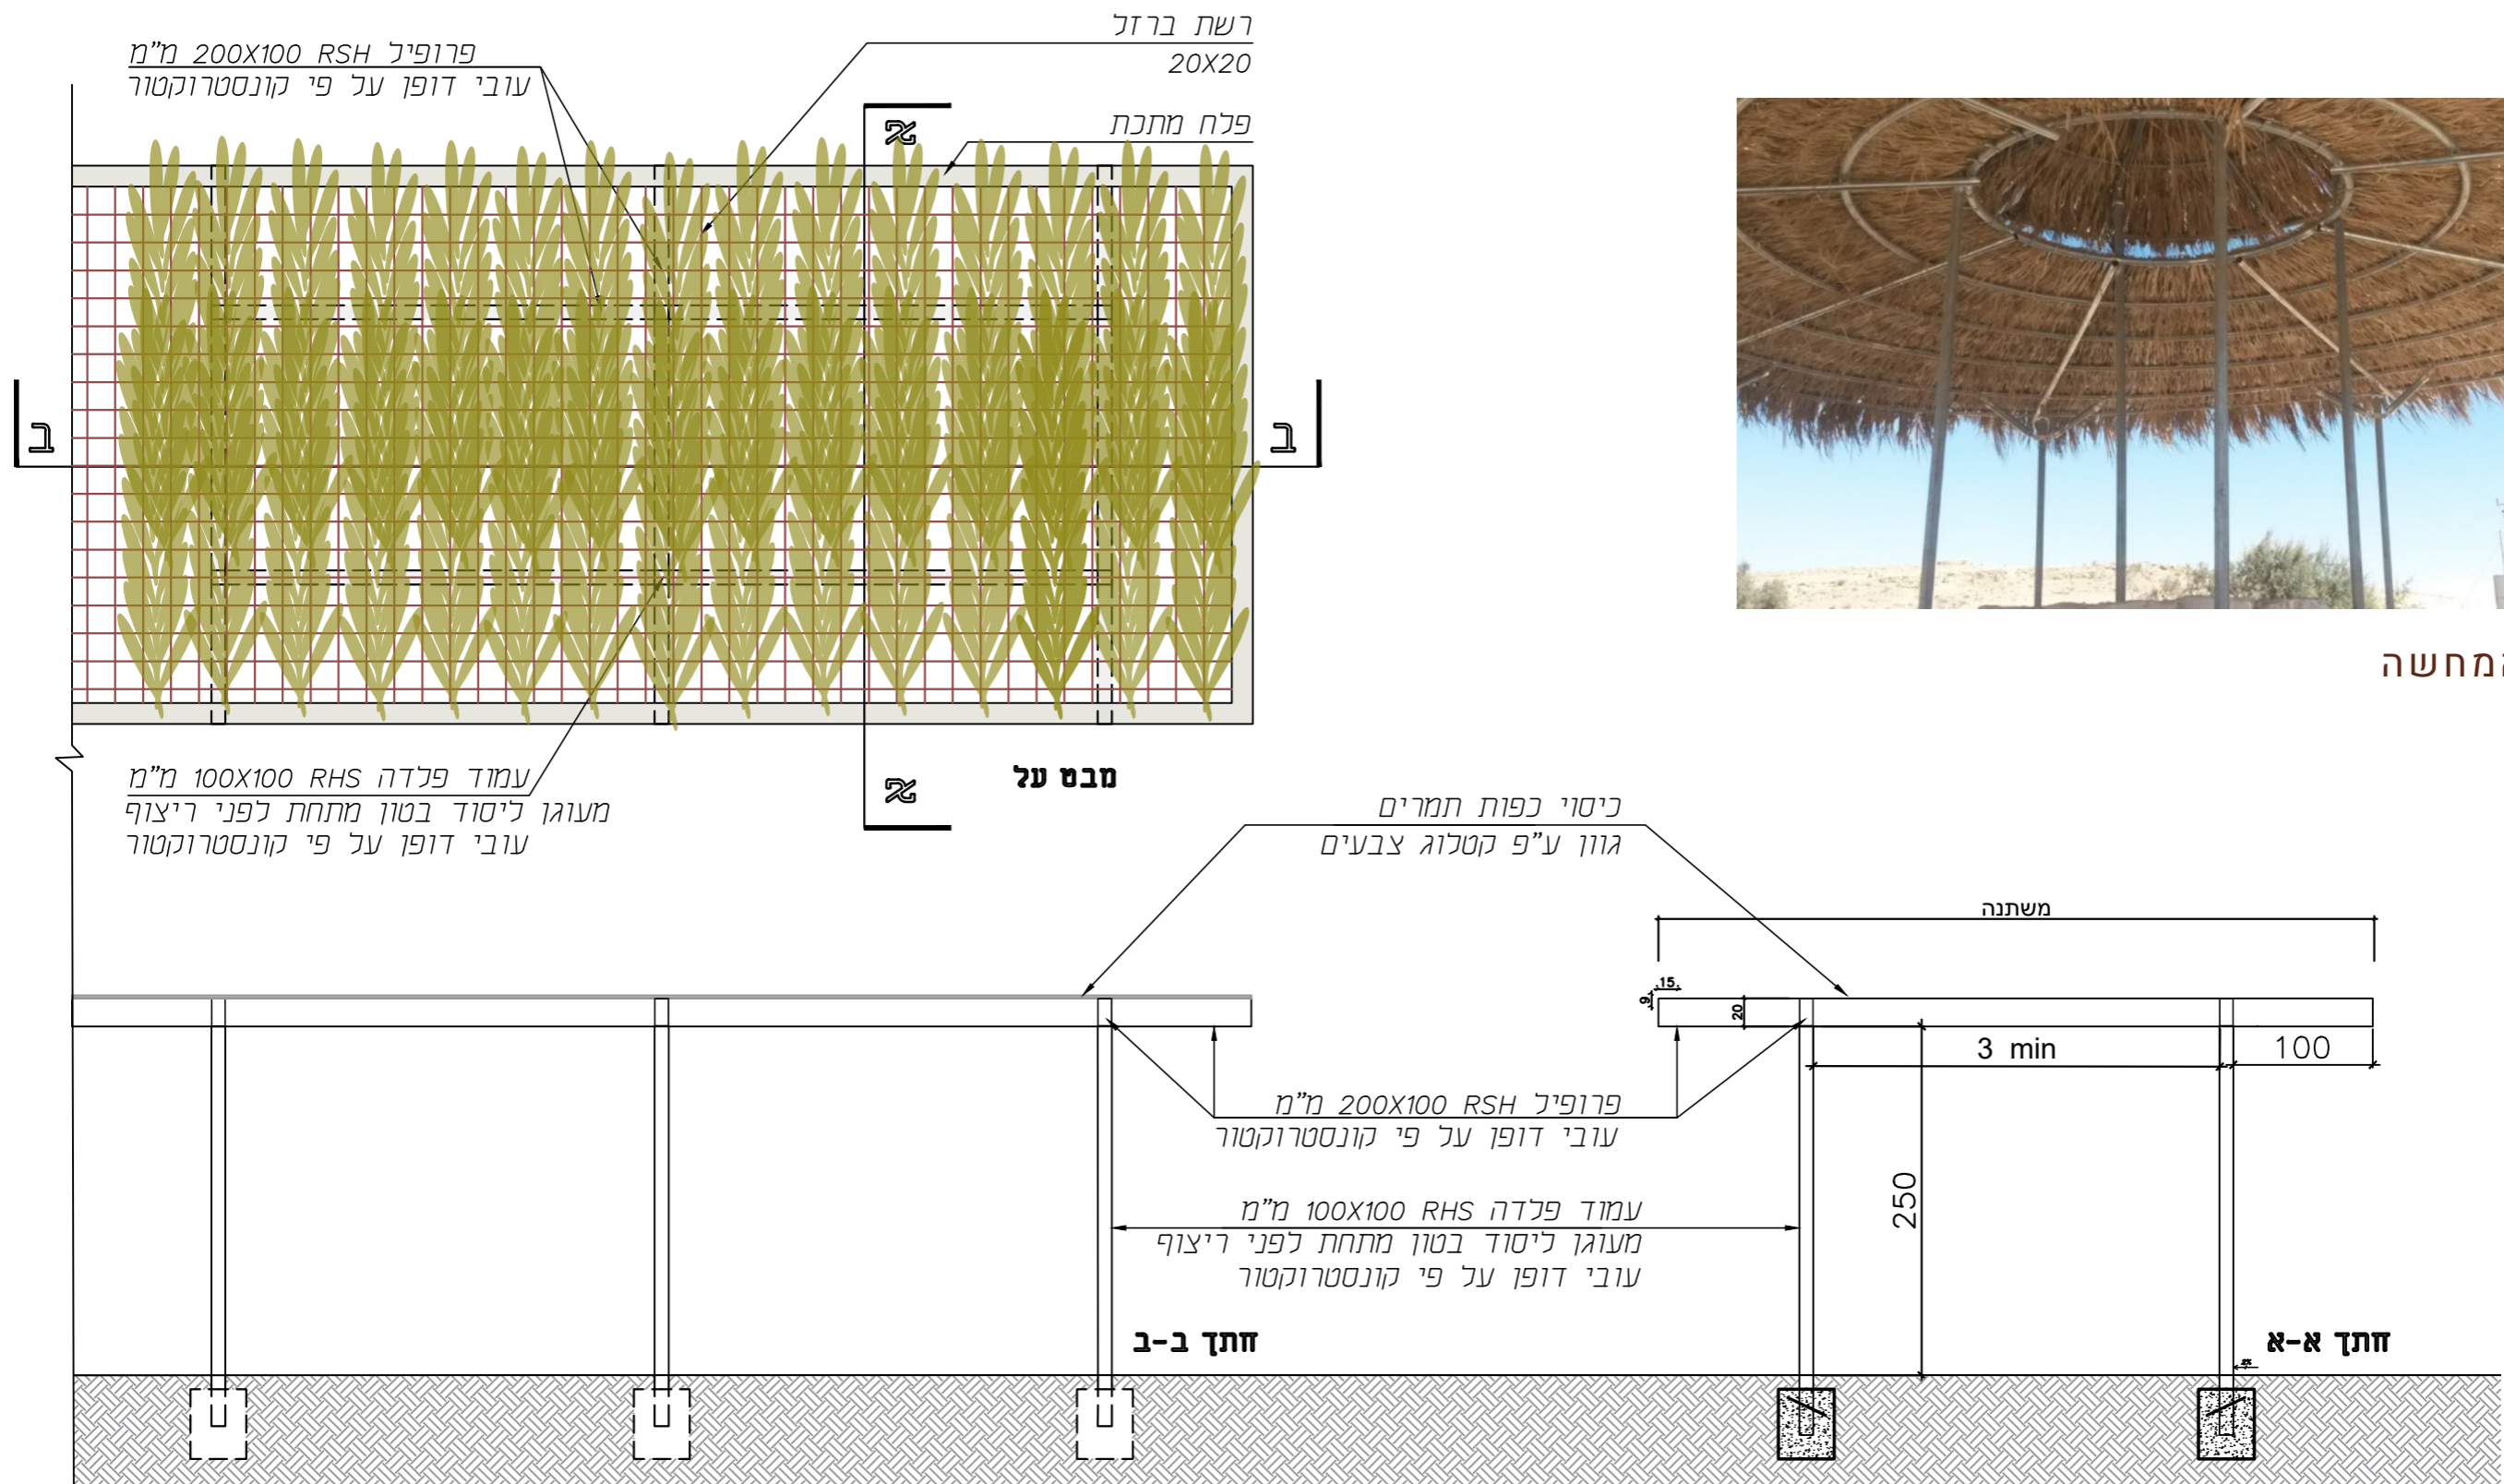 רשת ברזל
20X20
פרופיל RSH 200X100 מ"מ
עובי דופן על פי קונסטרוקטור
פלח מתכת
א
ב
ב
המחשה
עמוד פלדה RHS 100X100 מ"מ
מעוגן ליסוד בטון מתחת לפני ריצוף
עובי דופן על פי קונסטרוקטור
א
מבט על
כיסוי כפות תמרים
גוון ע"פ קטלוג צבעים
משתנה
15
9
20
3 min
100
פרופיל RSH 200X100 מ"מ
עובי דופן על פי קונסטרוקטור
250
עמוד פלדה RHS 100X100 מ"מ
מעוגן ליסוד בטון מתחת לפני ריצוף
עובי דופן על פי קונסטרוקטור
חתך ב-ב
חתך א-א